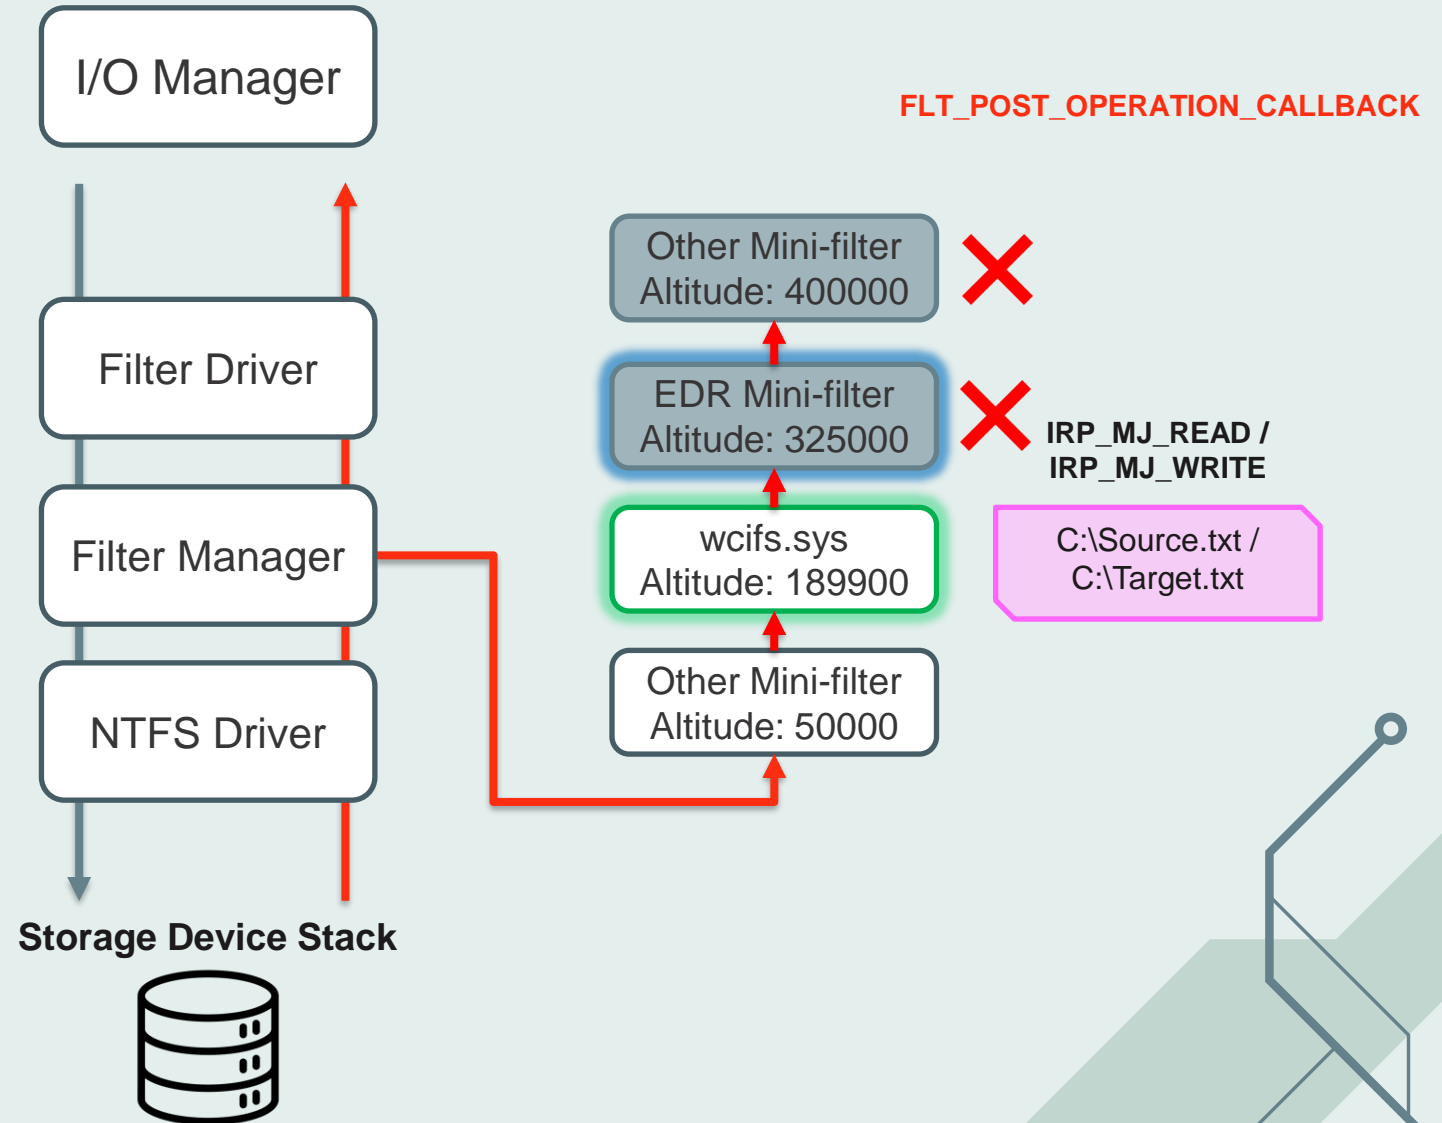 I/O Manager
FLT_POST_OPERATION_CALLBACK
Filter Driver
Filter Manager
NTFS Driver
Storage Device Stack
Other Mini-filter
Altitude: 400000
EDR Mini-filter
Altitude: 325000
IRP_MJ_READ /
IRP_MJ_WRITE
wcifs.sys
Altitude: 189900
C:\Source.txt /
C:\Target.txt
Other Mini-filter
Altitude: 50000